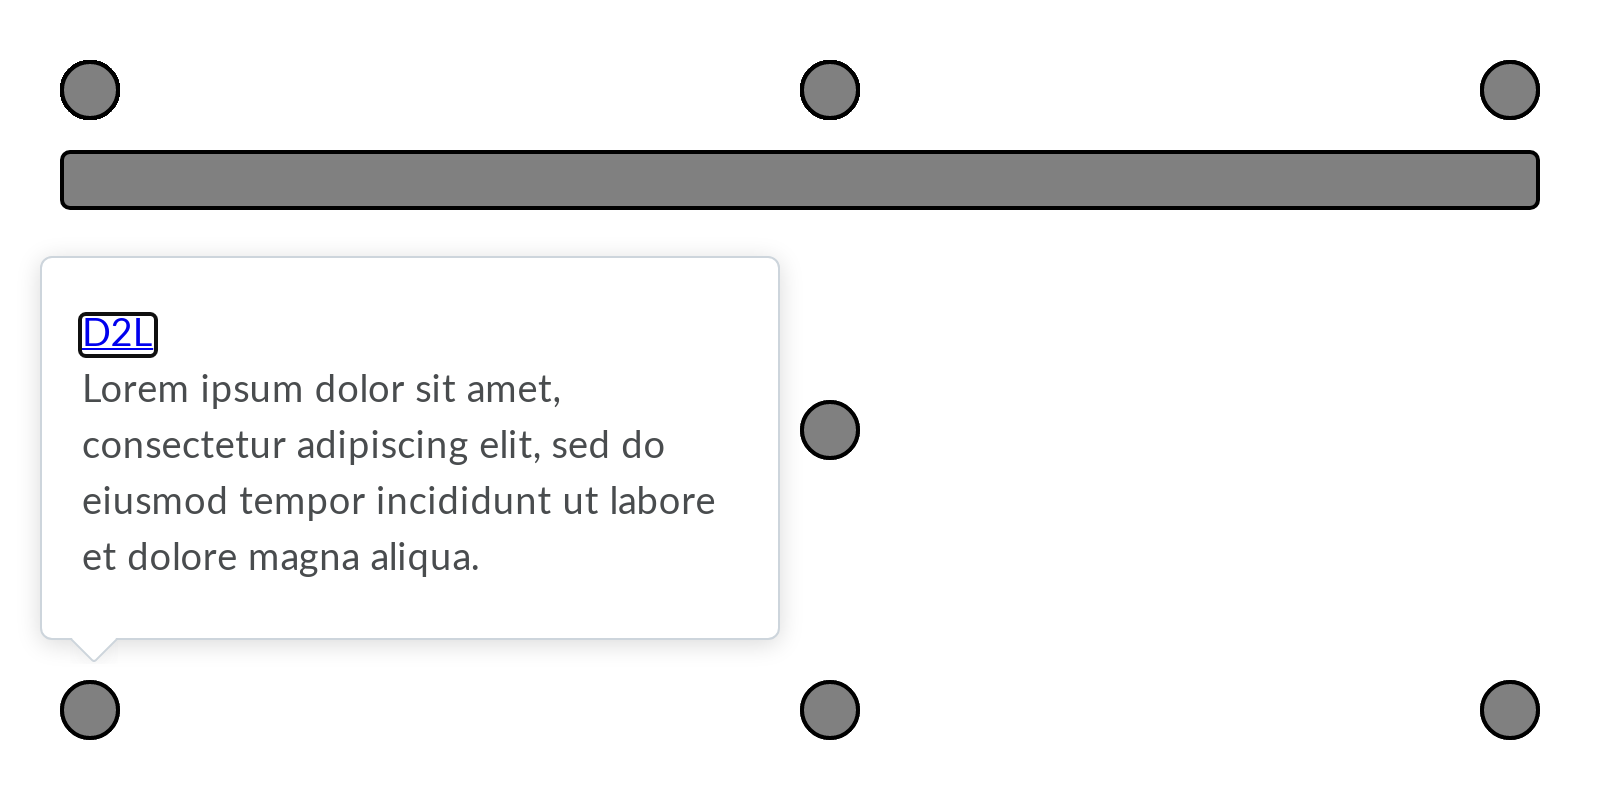 D2L
Lorem ipsum dolor sit amet,
consectetur adipiscing elit, sed do
eiusmod tempor incididunt ut labore
et dolore magna aliqua.